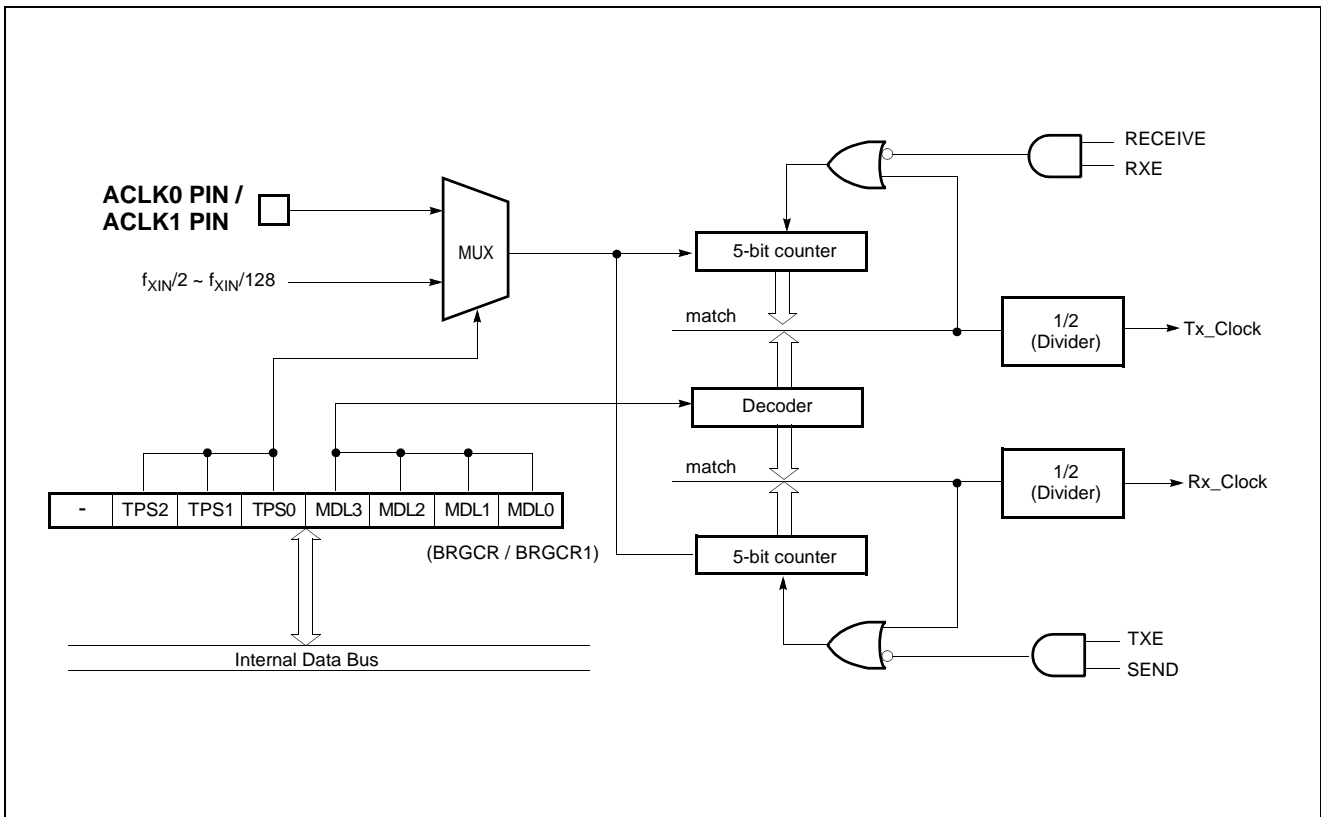 RECEIVE
RXE
ACLK0 PIN /
ACLK1 PIN
MUX
5-bit counter
fXIN/2 ~ fXIN/128
match
1/2
(Divider)
Tx_Clock
Decoder
match
1/2
(Divider)
Rx_Clock
- TPS2 TPS1 TPS0 MDL3 MDL2 MDL1 MDL0
(BRGCR / BRGCR1)
5-bit counter
TXE
SEND
Internal Data Bus